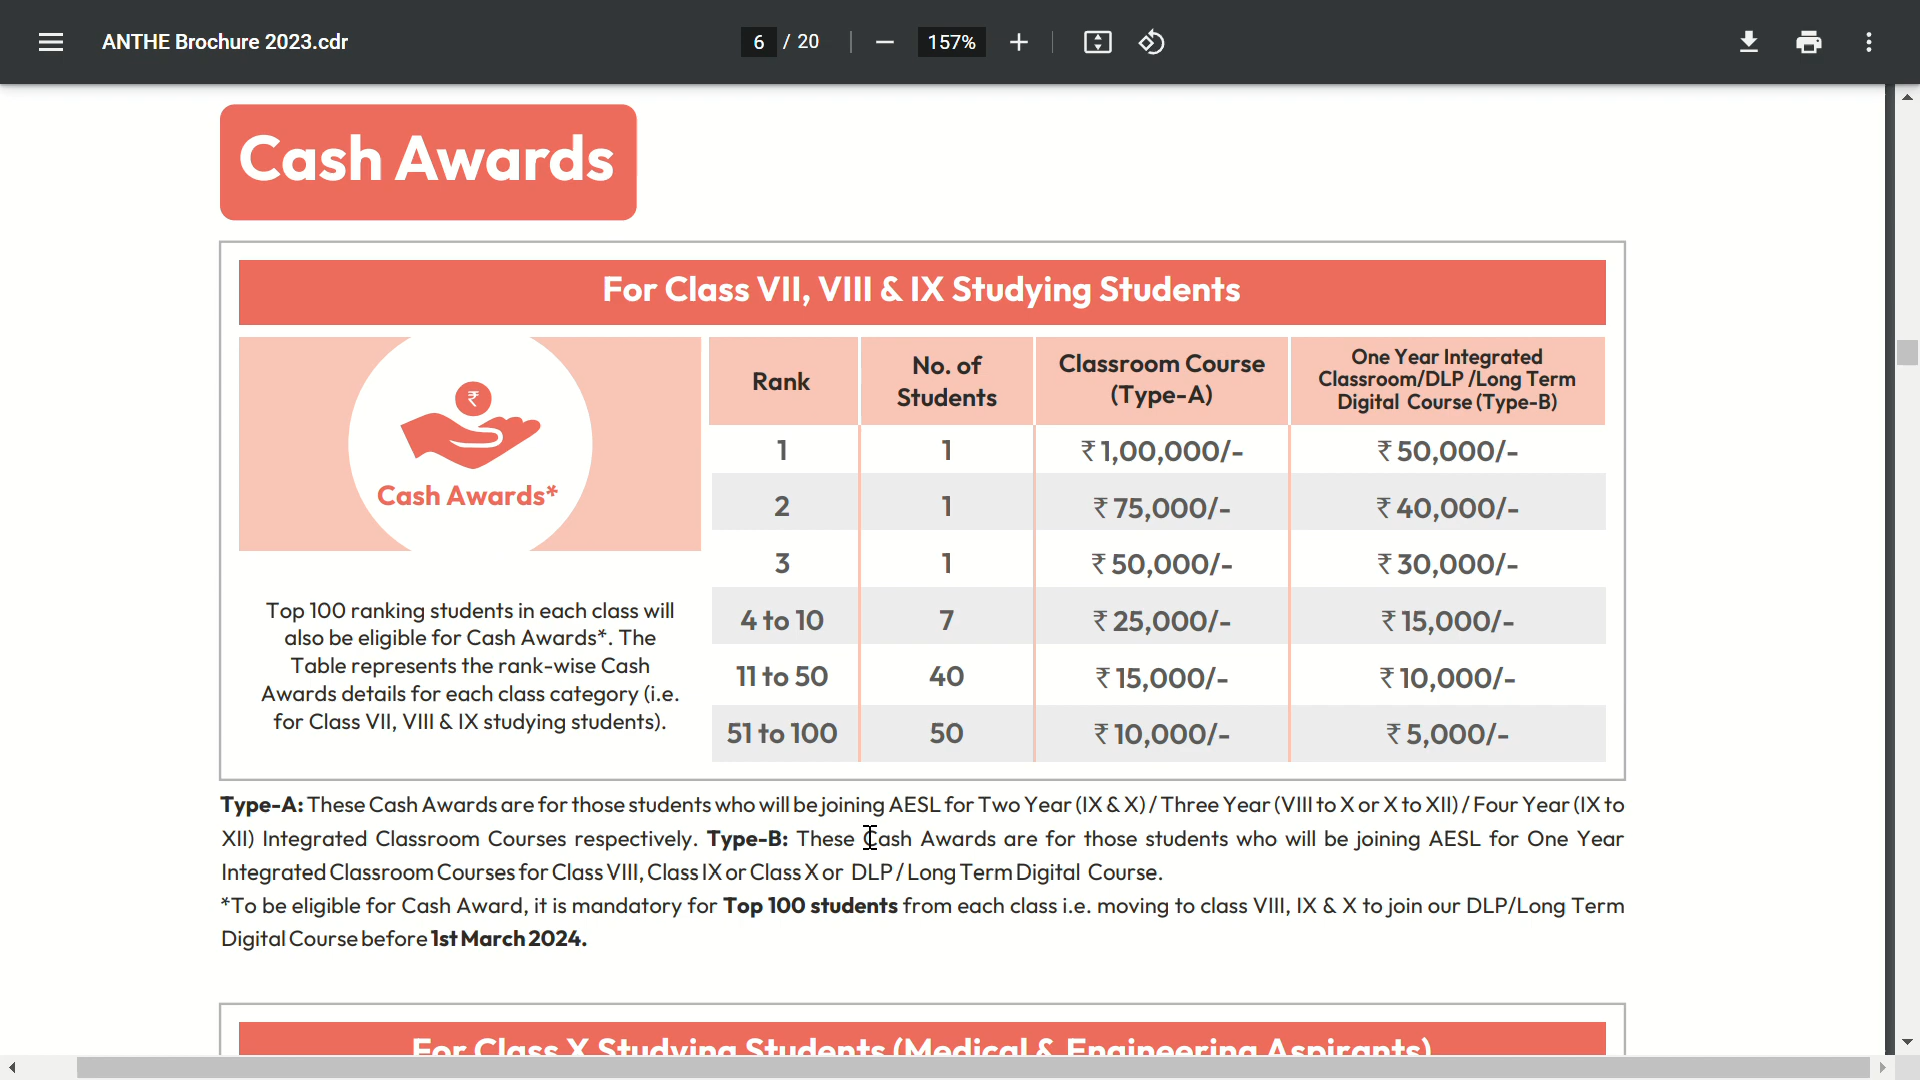 ANTHE Brochure 2023.cdr
6 / 20
157%
Cash Awards
For Class VII, VIII & IX Studying Students
₹
Cash Awards*
Top 100 ranking students in each class will
also be eligible for Cash Awards*. The
Table represents the rank-wise Cash
Awards details for each class category (i.e.
for Class VII, VIII & IX studying students).
Rank | No. of Students | Classroom Course (Type-A) | One Year Integrated Classroom/DLP /Long Term Digital Course (Type-B)
1 | 1 | ₹ 1,00,000/- | ₹ 50,000/-
2 | 1 | ₹ 75,000/- | ₹ 40,000/-
3 | 1 | ₹ 50,000/- | ₹ 30,000/-
4 to 10 | 7 | ₹ 25,000/- | ₹ 15,000/-
11 to 50 | 40 | ₹ 15,000/- | ₹ 10,000/-
51 to 100 | 50 | ₹ 10,000/- | ₹ 5,000/-
Type-A: These Cash Awards are for those students who will be joining AESL for Two Year (IX & X) / Three Year (VIII to X or X to XII) / Four Year (IX to
XII) Integrated Classroom Courses respectively. Type-B: These Cash Awards are for those students who will be joining AESL for One Year
Integrated Classroom Courses for Class VIII, Class IX or Class X or DLP / Long Term Digital Course.
*To be eligible for Cash Award, it is mandatory for Top 100 students from each class i.e. moving to class VIII, IX & X to join our DLP/Long Term
Digital Course before 1st March 2024.
For Class X Studying Students (Medical & Engineering Aspirants)